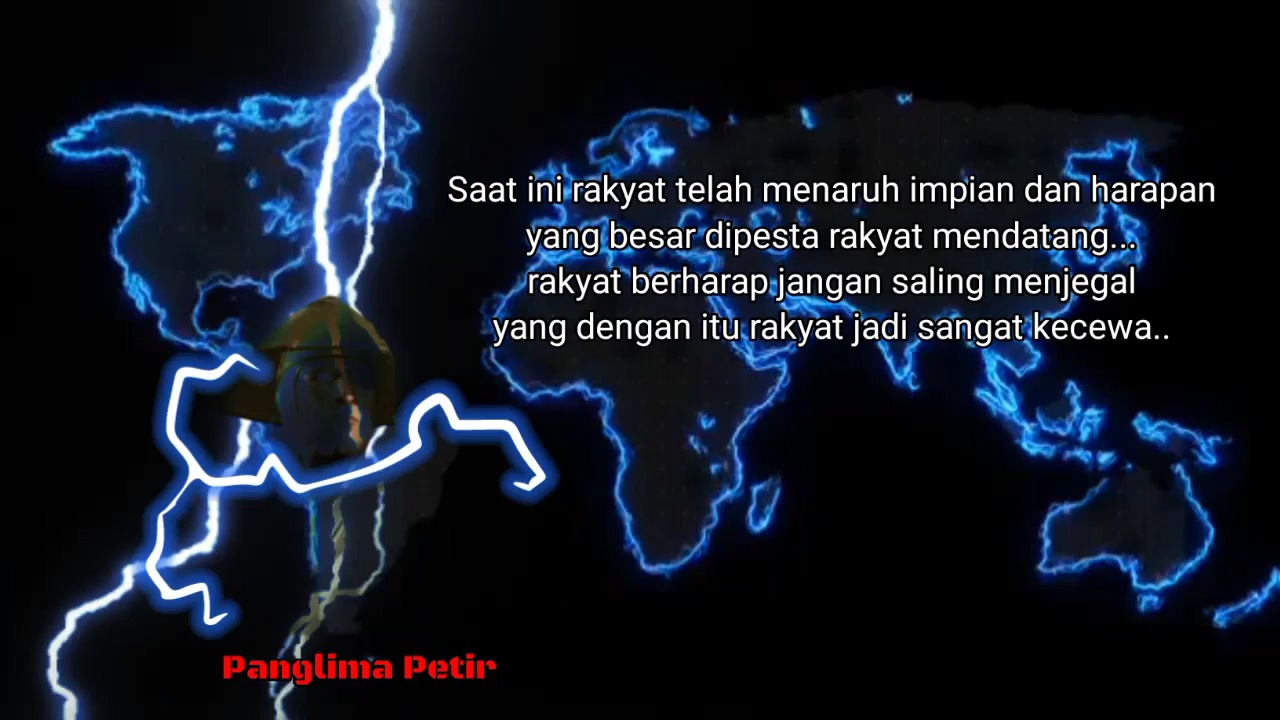 Saat ini rakyat telah menaruh impian dan harapan
yang besar dipesta rakyat mendatang...
rakyat berharap jangan saling menjegal
yang dengan itu rakyat jadi sangat kecewa..
Panglima Petir